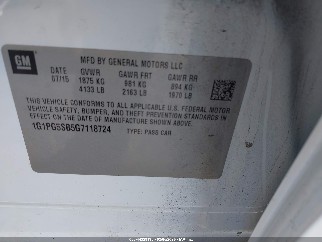 GM
MFD BY GENERAL MOTORS LLC
DATE GVWR GAWR FRT GAWR RR
07/15 1875 KG 981 KG 894 KG
4133 LB 2163 LB 1970 LB
THIS VEHICLE CONFORMS TO ALL APPLICABLE U.S. FEDERAL MOTOR
VEHICLE SAFETY, BUMPER, AND THEFT PREVENTION STANDARDS
IN EFFECT ON THE DATE OF MANUFACTURE SHOWN ABOVE.
1G1PG5SB5G7118724 TYPE: PASS CAR